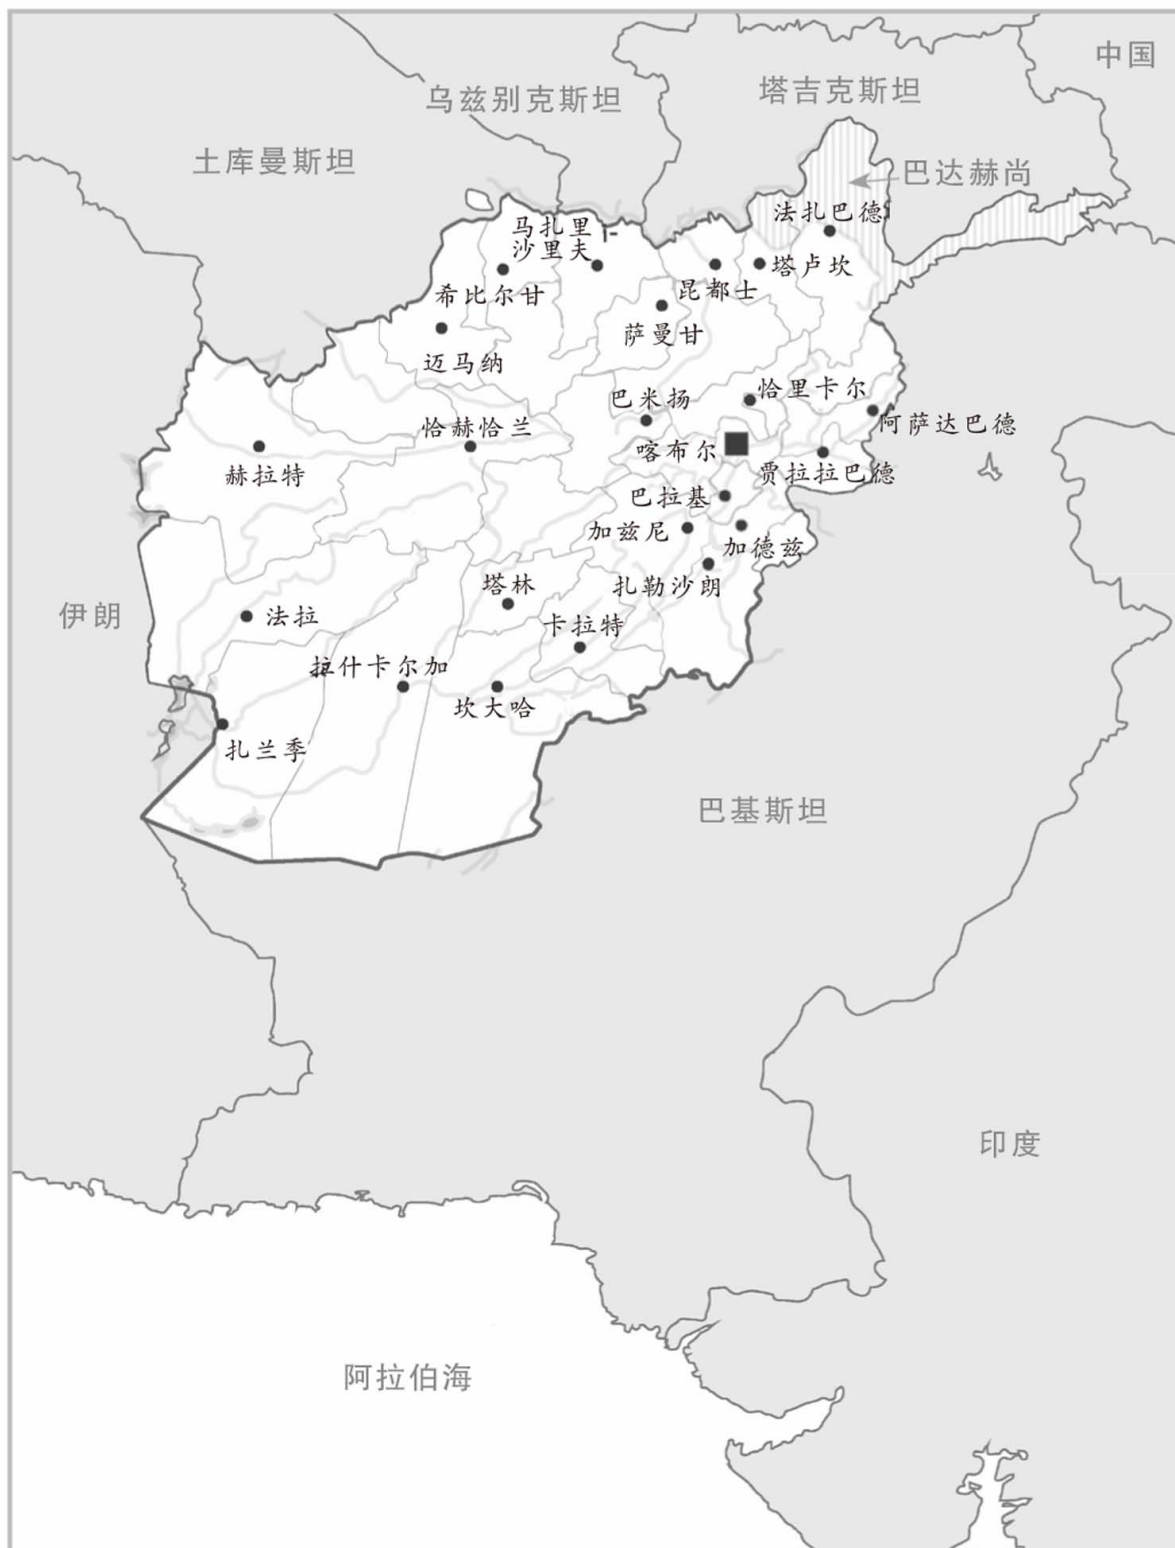 中国
乌兹别克斯坦
塔吉克斯坦
土库曼斯坦
巴达赫尚
法扎巴德
马扎里
沙里夫
塔卢坎
希比尔甘
昆都士
萨曼甘
迈马纳
巴米扬
恰里卡尔
恰赫恰兰
阿萨达巴德
喀布尔
赫拉特
贾拉拉巴德
巴拉基
加兹尼
加德兹
塔林
扎勒沙朗
伊朗
法拉
卡拉特
拉什卡尔加
坎大哈
扎兰季
巴基斯坦
印度
阿拉伯海